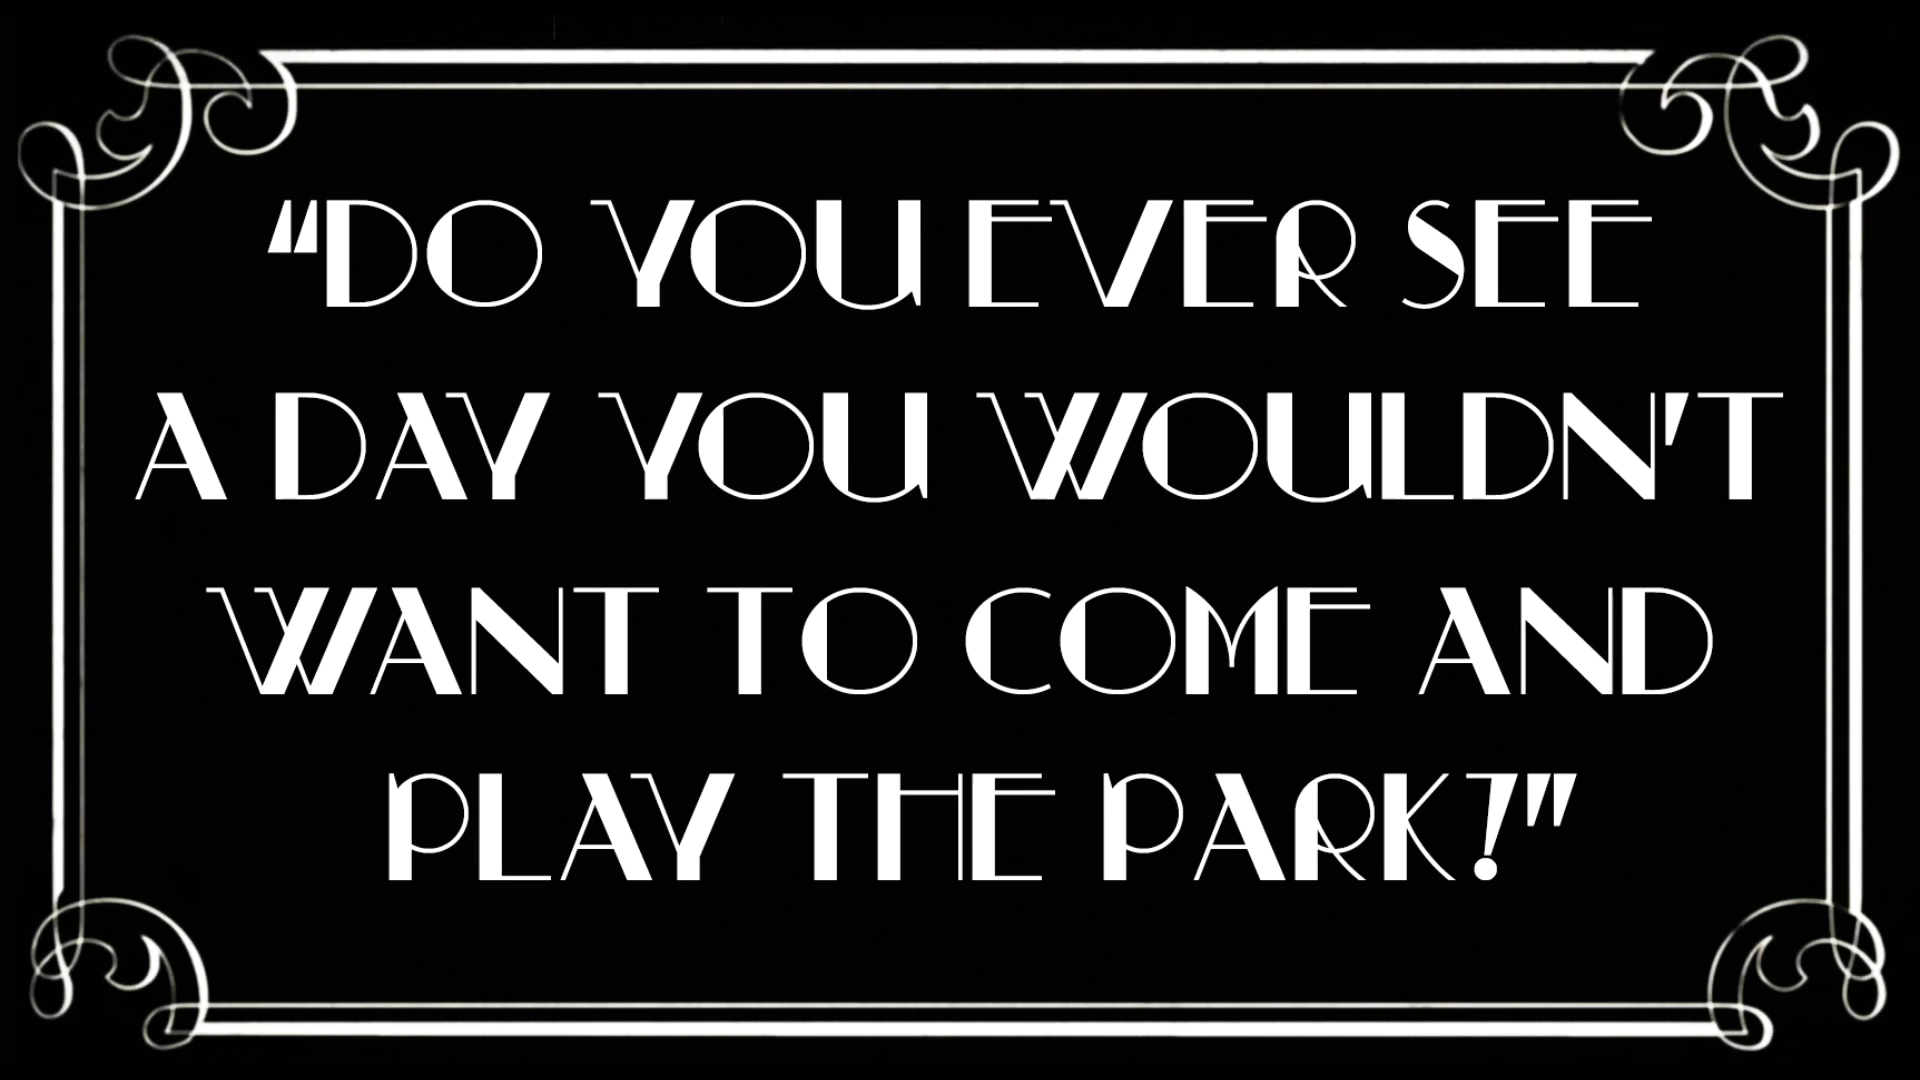 “DO YOU EVER SEE
A DAY YOU WOULDN'T
WANT TO COME AND
PLAY THE PARK!"